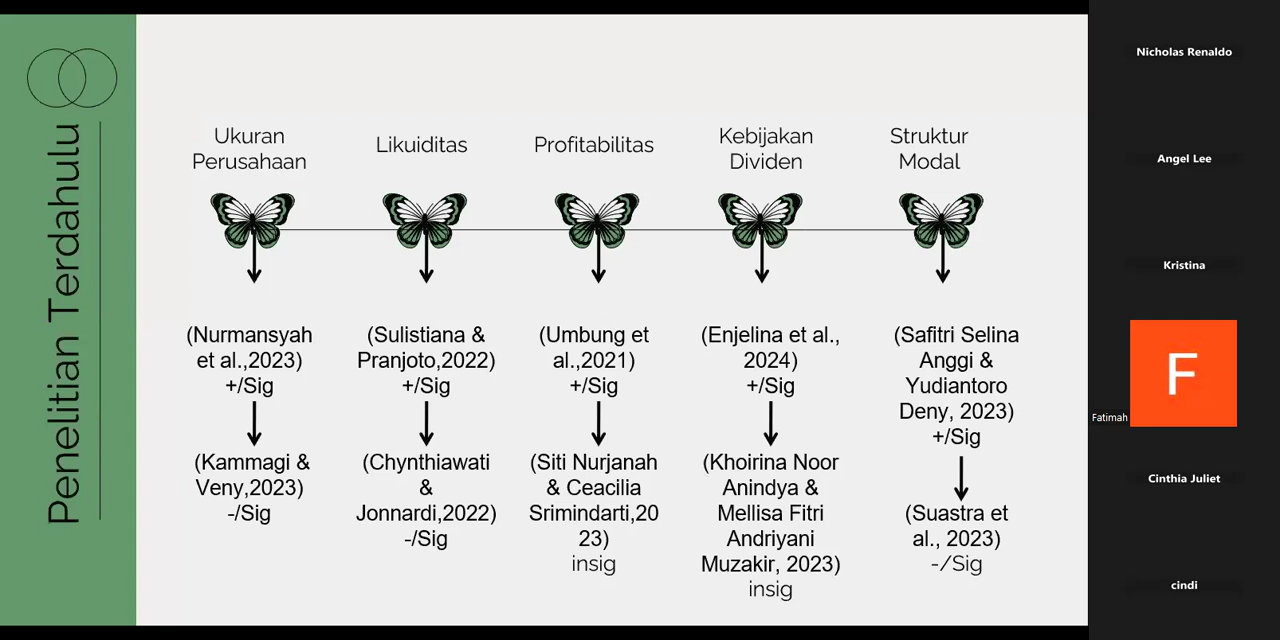 Penelitian Terdahulu
Ukuran
Perusahaan
Likuiditas
Profitabilitas
Kebijakan
Dividen
Struktur
Modal
(Nurmansyah
et al.,2023)
+/Sig
(Kammagi &
Veny,2023)
-/Sig
(Sulistiana &
Pranjoto,2022)
+/Sig
(Chynthiawati
&
Jonnardi,2022)
-/Sig
(Umbung et
al.,2021)
+/Sig
(Siti Nurjanah
& Ceacilia
Srimindarti,20
23)
insig
(Enjelina et al.,
2024)
+/Sig
(Khoirina Noor
Anindya &
Mellisa Fitri
Andriyani
Muzakir, 2023)
insig
(Safitri Selina
Anggi &
Yudiantoro
Deny, 2023)
+/Sig
(Suastra et
al., 2023)
-/Sig
Nicholas Renaldo
Angel Lee
Kristina
F
Fatimah
Cinthia Juliet
cindi